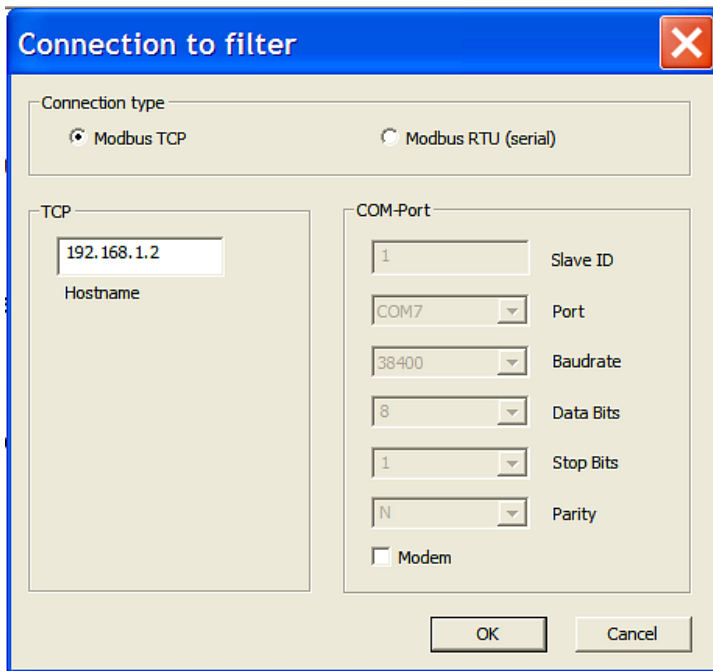 Connection to filter
Connection type
Modbus TCP
Modbus RTU (serial)
TCP
192.168.1.2
Hostname
COM-Port
1
Slave ID
COM7
Port
38400
Baudrate
8
Data Bits
1
Stop Bits
N
Parity
Modem
OK
Cancel